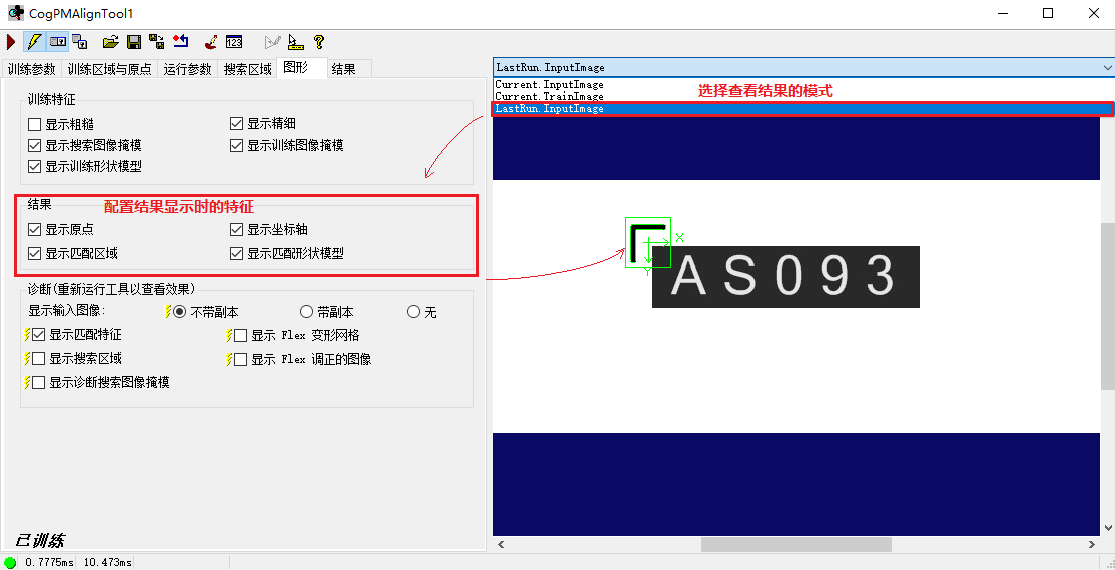 CogPMAlignTool1
训练参数 训练区域与原点 运行参数 搜索区域 图形 结果
LastRun.InputImage
Current.InputImage
Current.TrainImage
LastRun.InputImage
选择查看结果的模式
训练特征
显示粗糙 显示精细
显示搜索图像掩模 显示训练图像掩模
显示训练形状模型
结果
配置结果显示时的特征
显示原点 显示坐标轴
显示匹配区域 显示匹配形状模型
诊断(重新运行工具以查看效果)
显示输入图像: 不带副本 带副本 无
显示匹配特征 显示 Flex 变形网格
显示搜索区域 显示 Flex 调正的图像
显示诊断搜索图像掩模
X
Y
AS093
已训练
0.7775ms 10.473ms